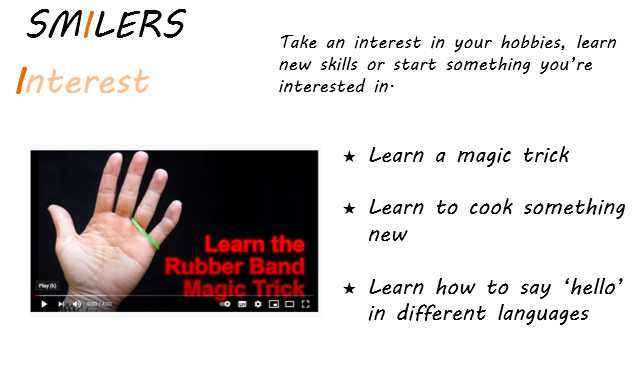 SMILERS
Interest
Take an interest in your hobbies, learn
new skills or start something you're
interested in.
Learn the
Rubber Band
Magic Trick
Play (k)
★ Learn a magic trick
★ Learn to cook something
new
★ Learn how to say ‘hello’
in different languages